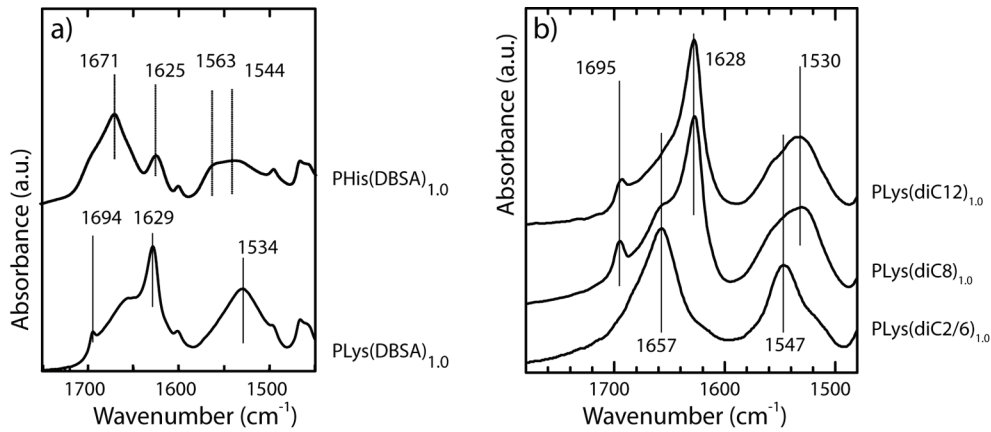 a)
1671
1625
1563
1544
PHis(DBSA)1.0
1694
1629
1534
PLys(DBSA)1.0
Absorbance (a.u.)
1700
1600
1500
Wavenumber (cm-1)
b)
1695
1628
1530
PLys(diC12)1.0
PLys(diC8)1.0
PLys(diC2/6)1.0
1657
1547
Absorbance (a.u.)
1700
1600
1500
Wavenumber (cm-1)